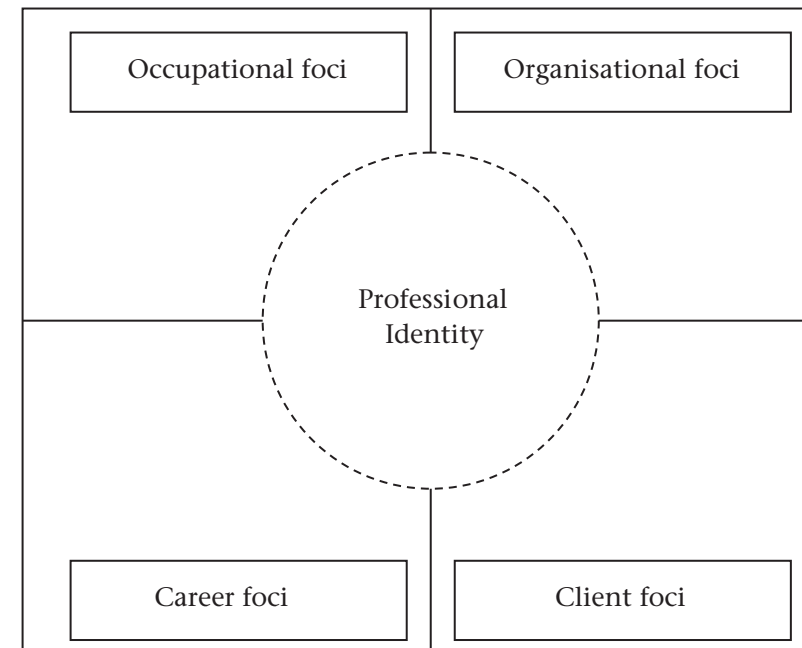 Occupational foci
Organisational foci
Professional
Identity
Career foci
Client foci